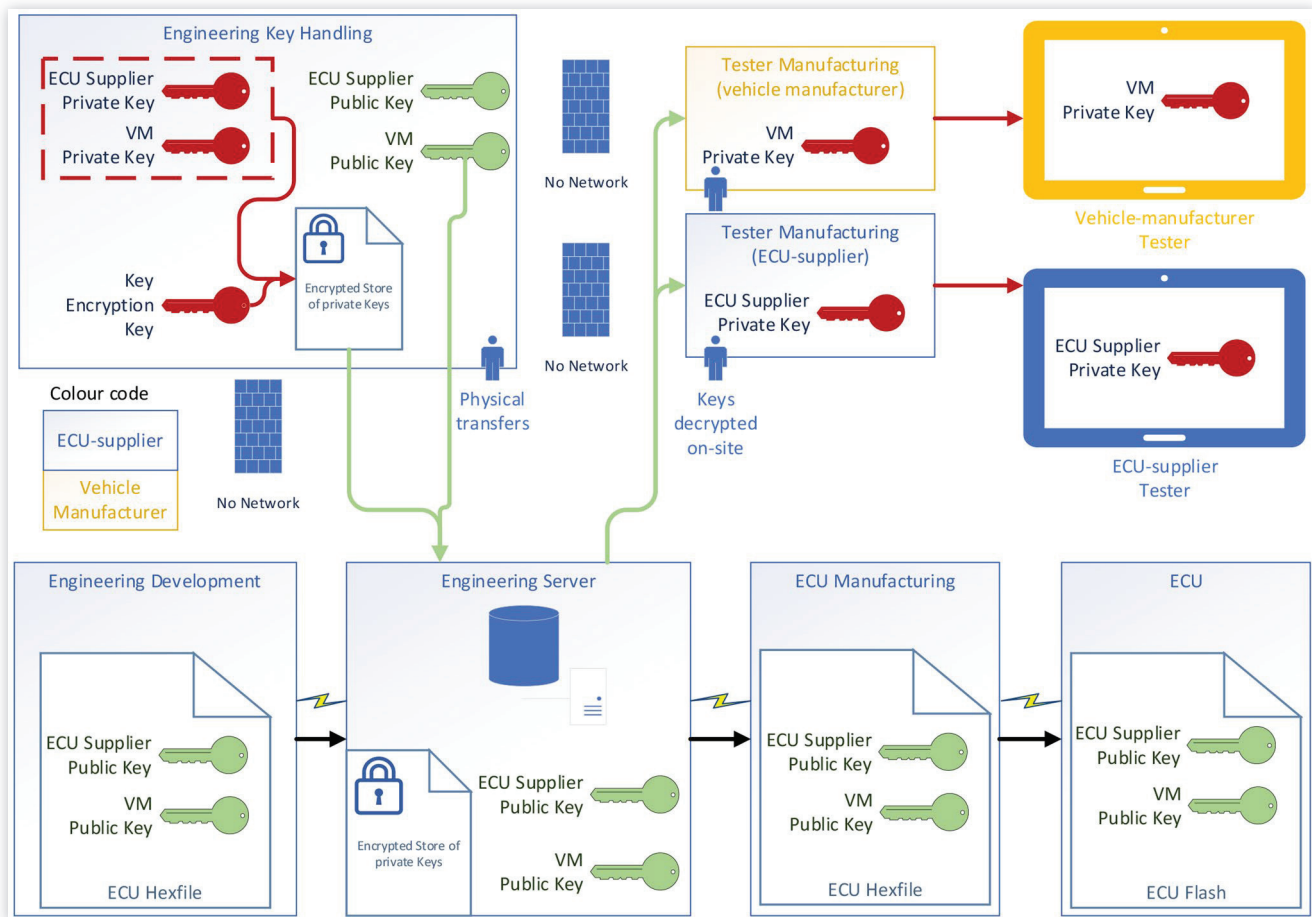 Engineering Key Handling
ECU Supplier
Private Key
VM
Private Key
ECU Supplier
Public Key
VM
Public Key
Key
Encryption
Key
Encrypted Store
of private Keys
No Network
No Network
Physical
transfers
Tester Manufacturing
(vehicle manufacturer)
VM
Private Key
Tester Manufacturing
(ECU-supplier)
ECU Supplier
Private Key
Keys
decrypted
on-site
VM
Private Key
Vehicle-manufacturer
Tester
ECU Supplier
Private Key
ECU-supplier
Tester
Colour code
ECU-supplier
Vehicle
Manufacturer
No Network
Engineering Development
ECU Supplier
Public Key
VM
Public Key
ECU Hexfile
Engineering Server
Encrypted Store of
private Keys
ECU Supplier
Public Key
VM
Public Key
ECU Manufacturing
ECU Supplier
Public Key
VM
Public Key
ECU Hexfile
ECU
ECU Supplier
Public Key
VM
Public Key
ECU Flash